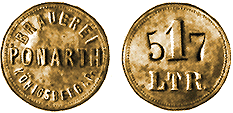 BRAUEREI
PONARTH
KÖNIGSBERG
517
LTR.